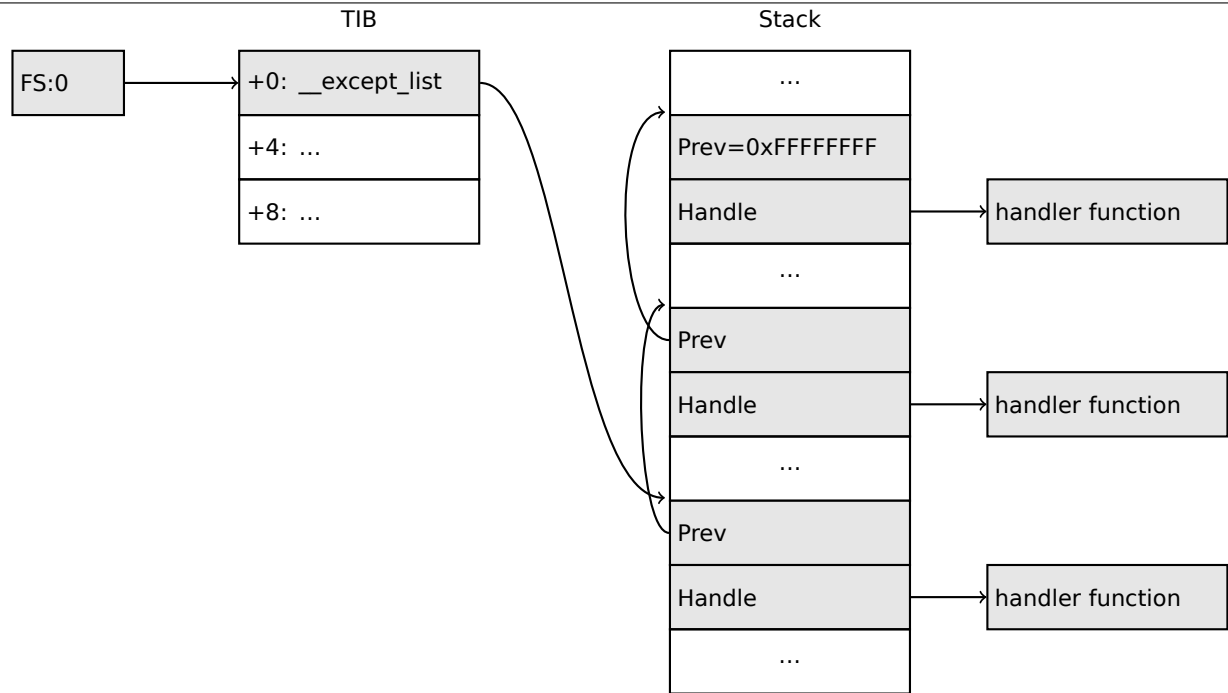 TIB
Stack
FS:0
+0: __except_list
+4: ...
+8: ...
...
Prev=0xFFFFFFFF
Handle
handler function
...
Prev
Handle
handler function
...
Prev
Handle
handler function
...